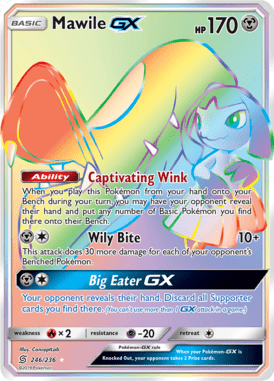 BASIC Mawile GX HP 170
Ability Captivating Wink
When you play this Pokémon from your hand onto your
Bench during your turn, you may have your opponent reveal
their hand and put any number of Basic Pokémon you find
there onto their Bench.
Wily Bite 10+
This attack does 30 more damage for each of your opponent's
Benched Pokémon.
Big Eater GX
Your opponent reveals their hand. Discard all Supporter
cards you find there. (You can't use more than 1 GX attack in a game.)
weakness ×2 resistance -20 retreat
Illus. Conceptlab
Pokémon-GX rule
When your Pokémon-GX is
Knocked Out, your opponent takes 2 Prize cards.
246/236
©2019 Pokémon